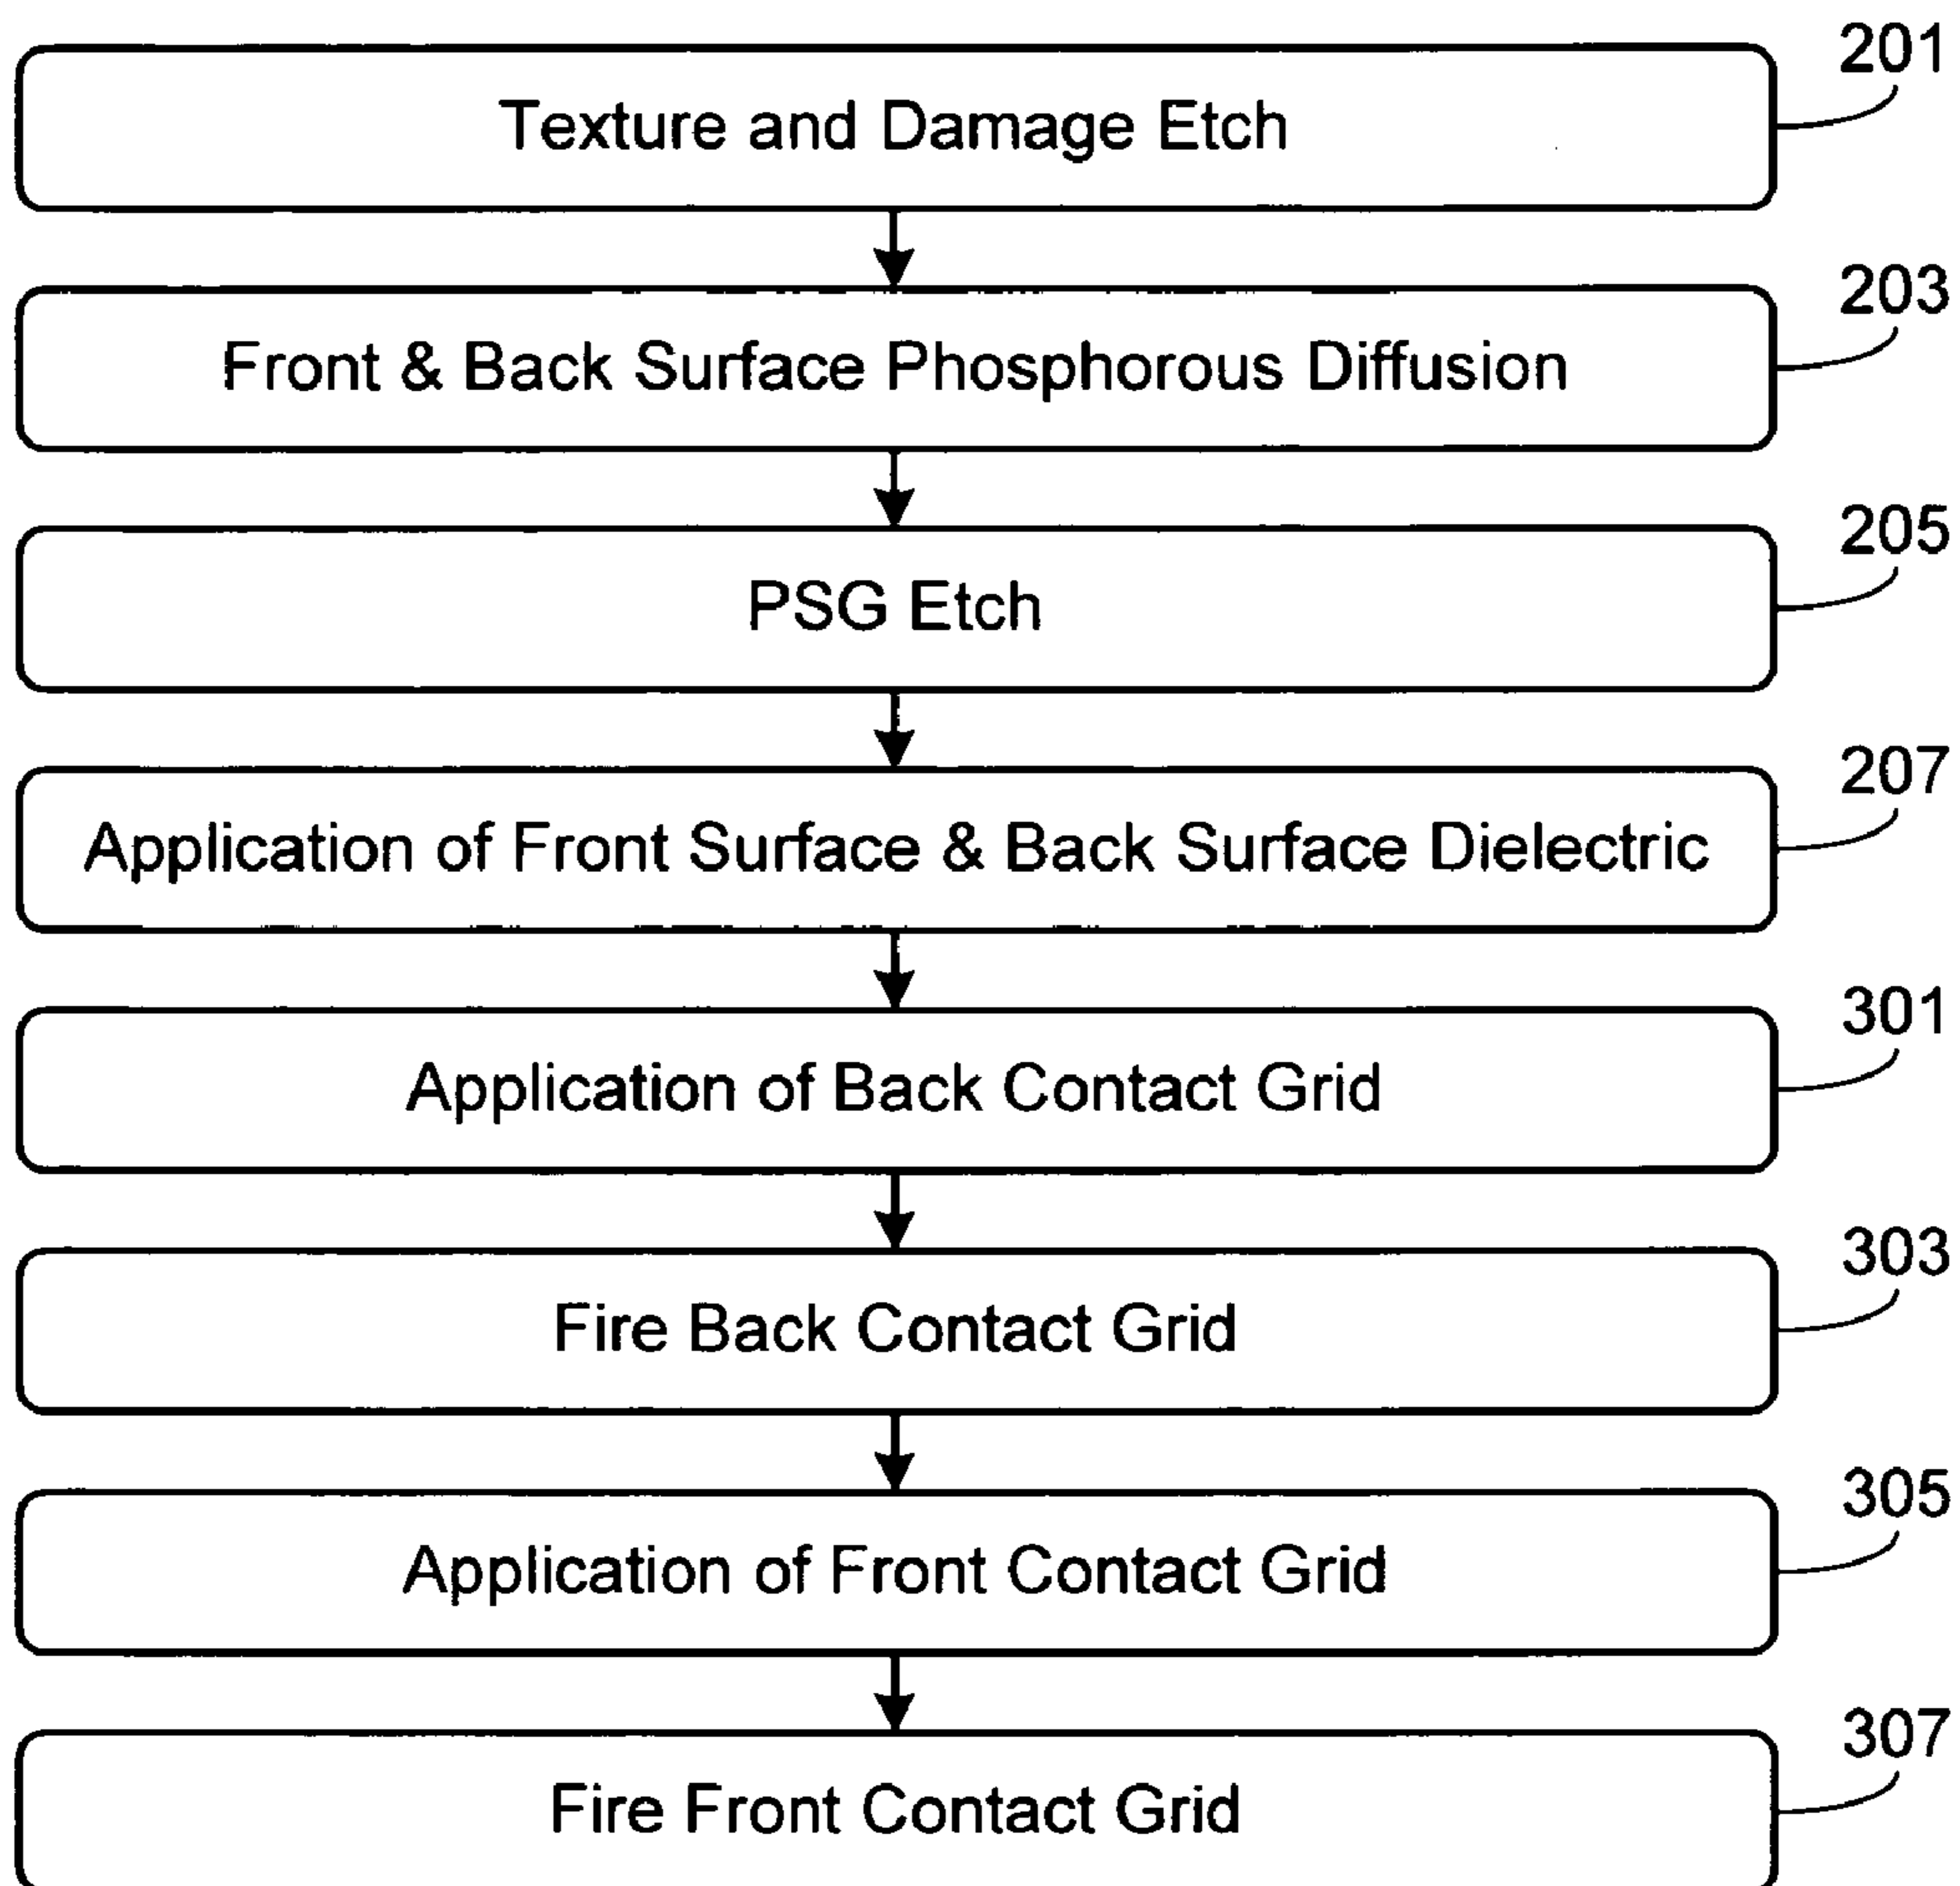 201
Texture and Damage Etch
203
Front & Back Surface Phosphorous Diffusion
205
PSG Etch
207
Application of Front Surface & Back Surface Dielectric
301
Application of Back Contact Grid
303
Fire Back Contact Grid
305
Application of Front Contact Grid
307
Fire Front Contact Grid